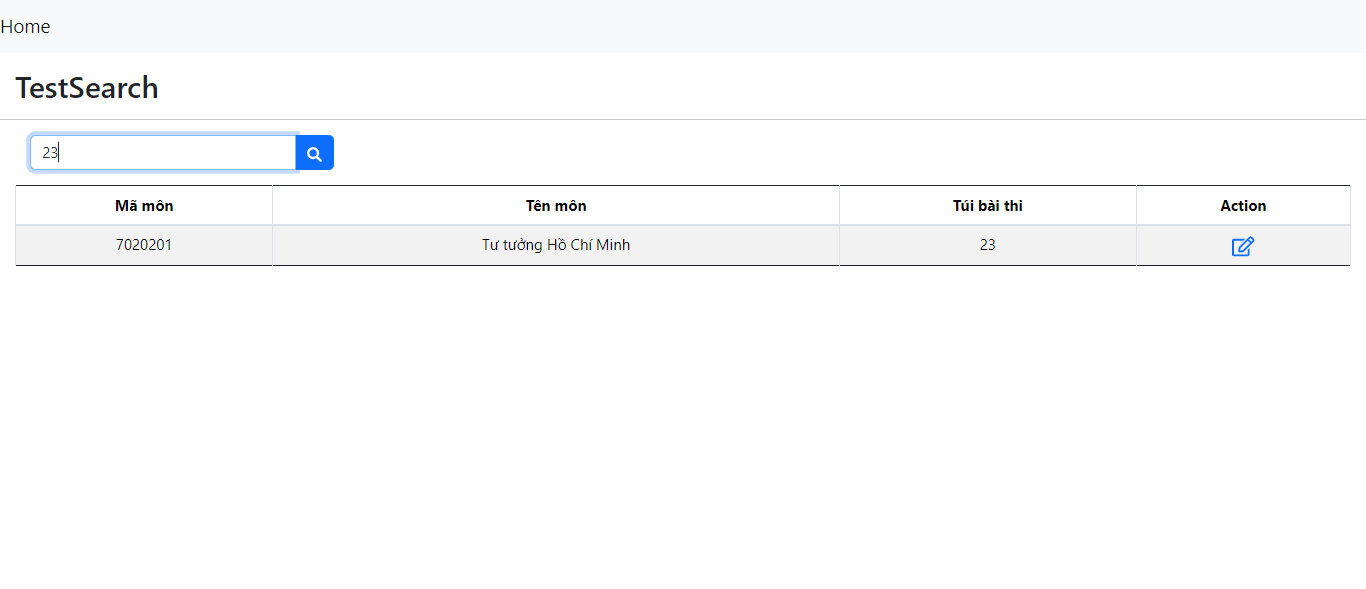 Home
TestSearch
23
Mã môn Tên môn Túi bài thi Action
7020201 Tư tưởng Hồ Chí Minh 23